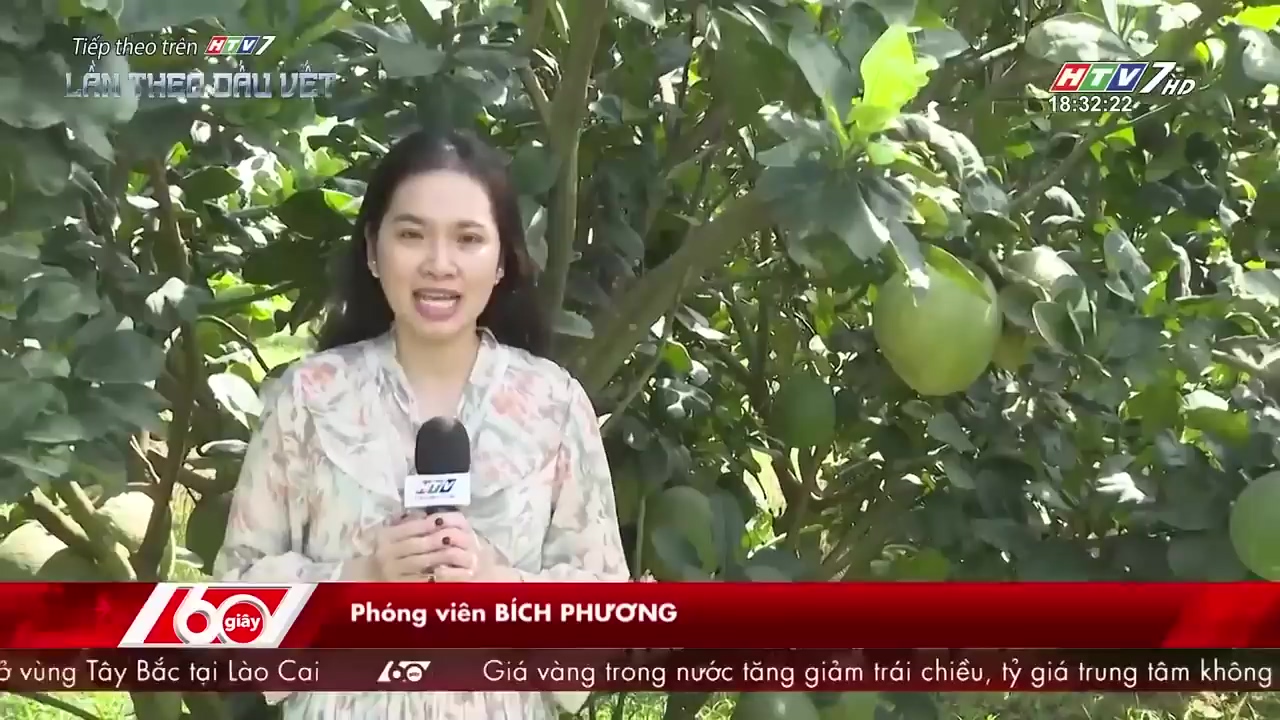 Tiếp theo trên HTV7
LẦN THEO DẤU VẾT
HTV7 HD
18:32:22
HTV
60 giây
Phóng viên BÍCH PHƯƠNG
ở vùng Tây Bắc tại Lào Cai 60 Giá vàng trong nước tăng giảm trái chiều, tỷ giá trung tâm không